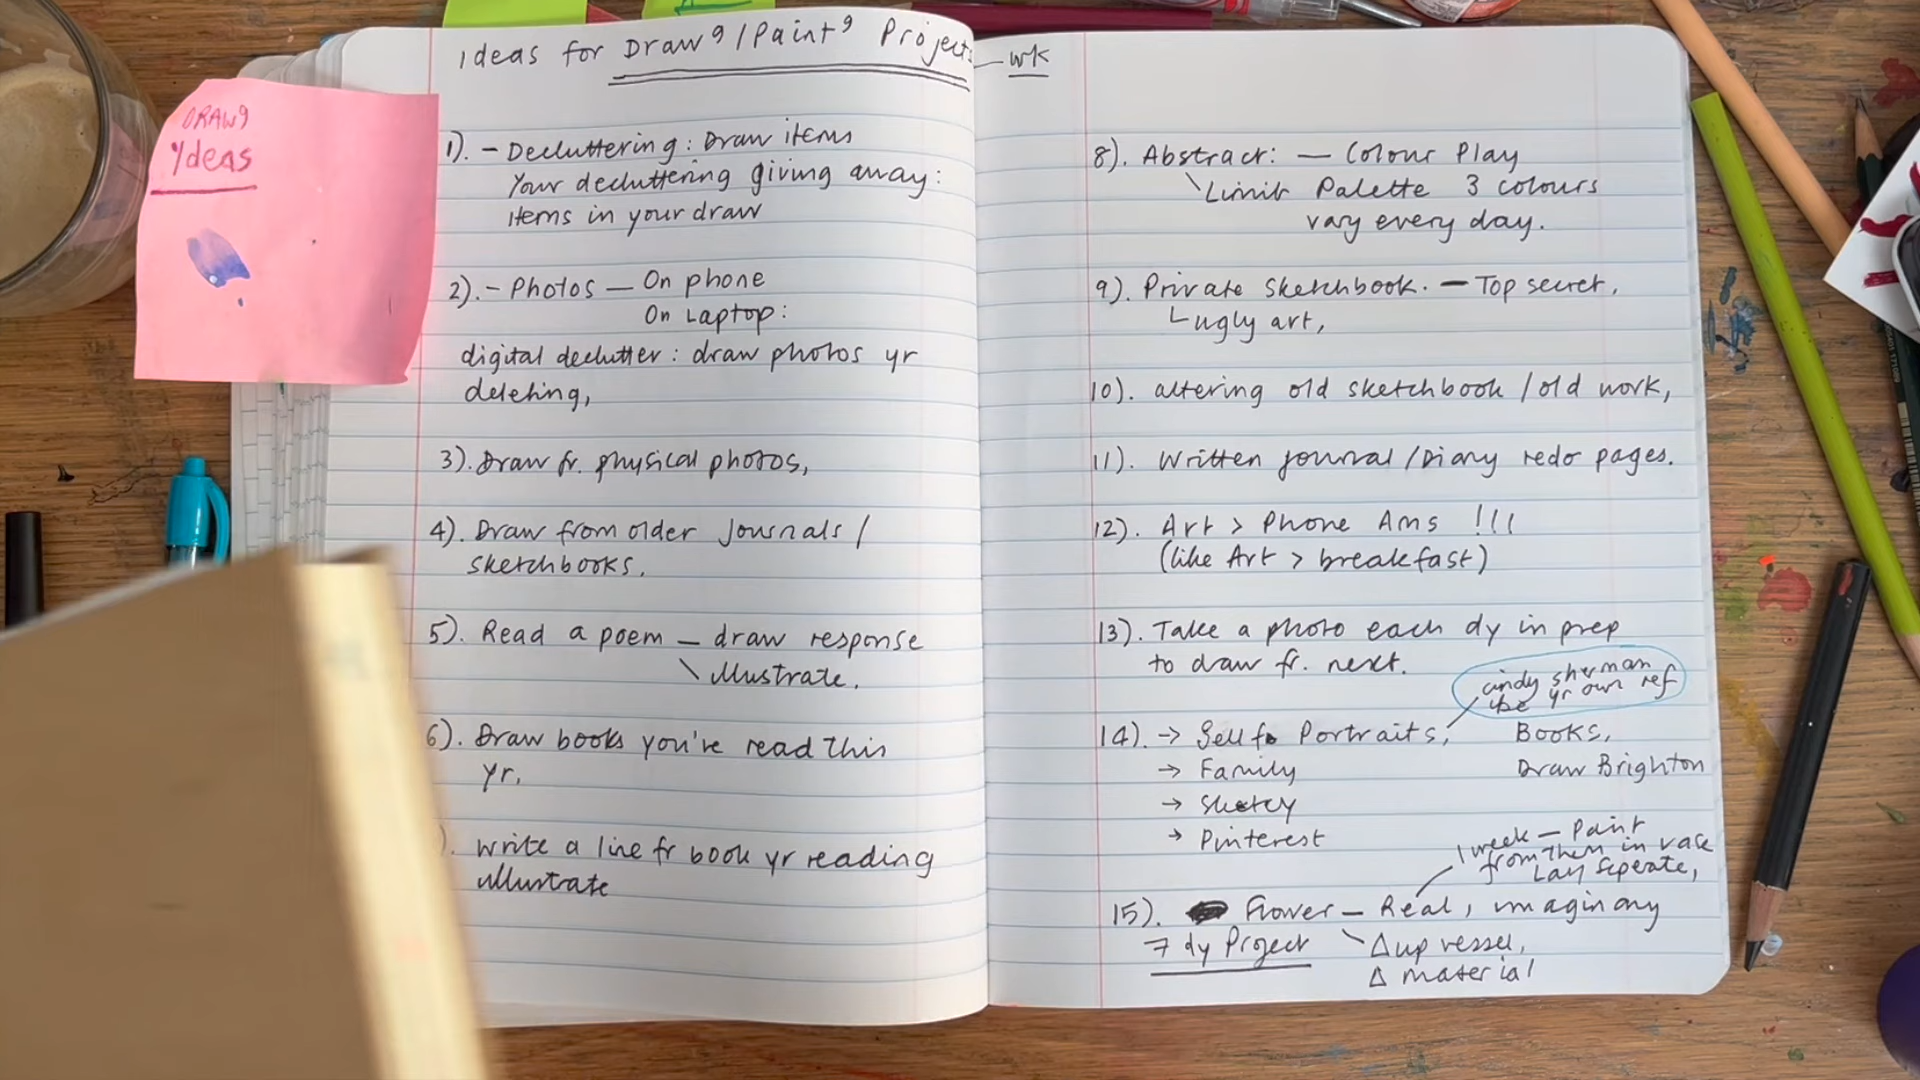 Ideas for Draw9/Paint9 Projects — wk
DRAW9
Ideas
1). - Decluttering: Draw items
Your decluttering giving away:
items in your draw
2). - Photos — On phone
On Laptop:
digital declutter: draw photos yr
deleting,
3). Draw fr. physical photos,
4). Draw from older Journals /
sketchbooks.
5). Read a poem — draw response
\ illustrate.
6). Draw books you've read this
yr.
). write a line fr book yr reading
illustrate
8). Abstract: — Colour Play
\ Limit Palette 3 colours
vary every day.
9). Private Sketchbook. — Top secret,
ugly art,
10). altering old sketchbook / old work,
11). Written journal / Diary redo pages.
12). Art > Phone Ams !!!
(like Art > breakfast)
13). Take a photo each dy in prep
to draw fr. next.
cindy sherman
be yr own ref
14). → Self Portraits, Books,
→ Family Draw Brighton
→ Sktchy
→ Pinterest
1 week — Paint
from them in vase
Lay seperate,
15). Flower — Real, imaginary
7 dy Project \ Δ up vessel,
Δ material